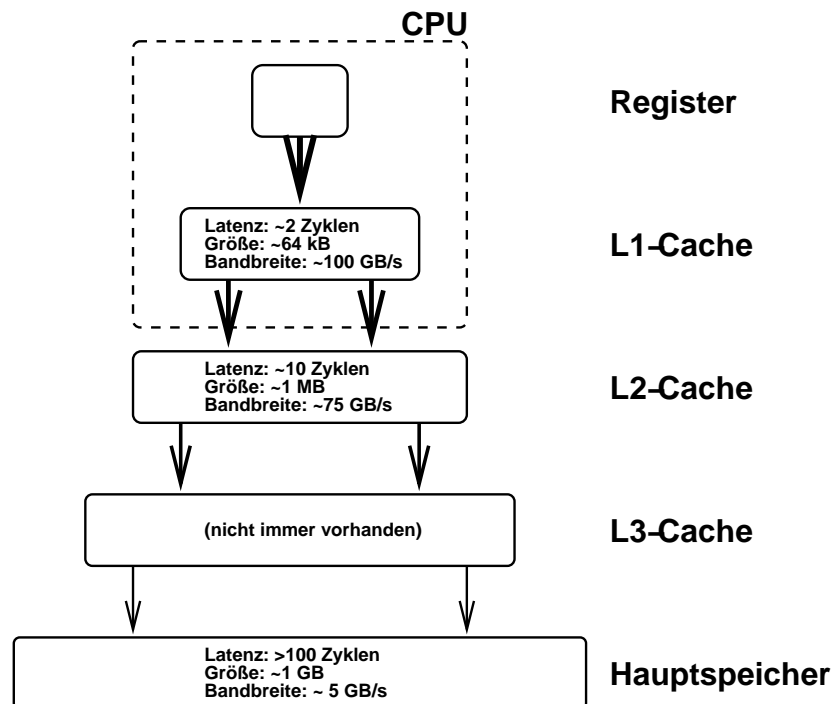 CPU
Register
Latenz: ~2 Zyklen
Größe: ~64 kB
Bandbreite: ~100 GB/s
L1-Cache
Latenz: ~10 Zyklen
Größe: ~1 MB
Bandbreite: ~75 GB/s
L2-Cache
(nicht immer vorhanden)
L3-Cache
Latenz: >100 Zyklen
Größe: ~1 GB
Bandbreite: ~ 5 GB/s
Hauptspeicher